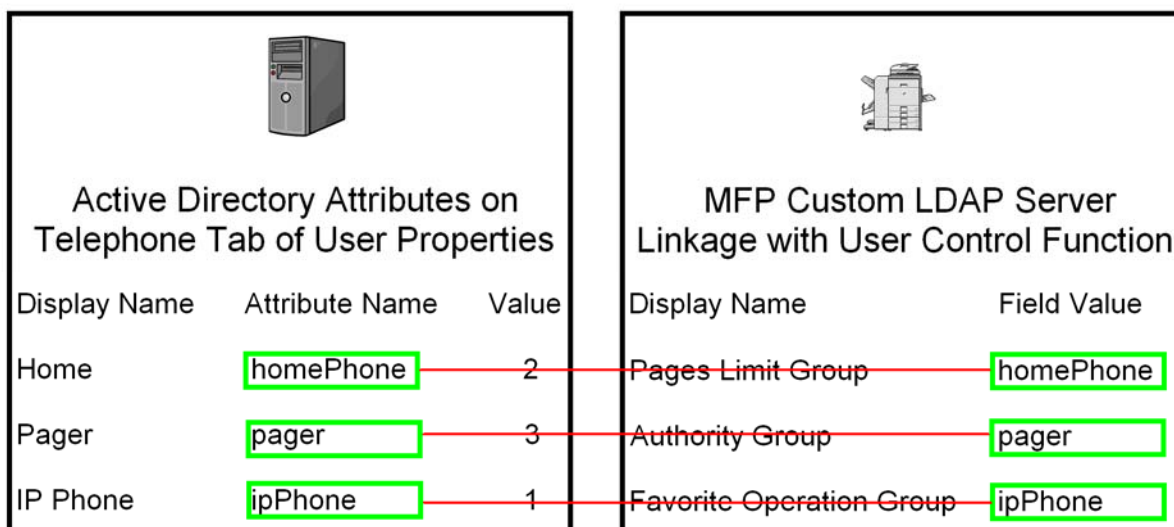 Active Directory Attributes on
Telephone Tab of User Properties
Display Name Attribute Name Value
Home homePhone 2
Pager pager 3
IP Phone ipPhone 1
MFP Custom LDAP Server
Linkage with User Control Function
Display Name Field Value
Pages Limit Group homePhone
Authority Group pager
Favorite Operation Group ipPhone